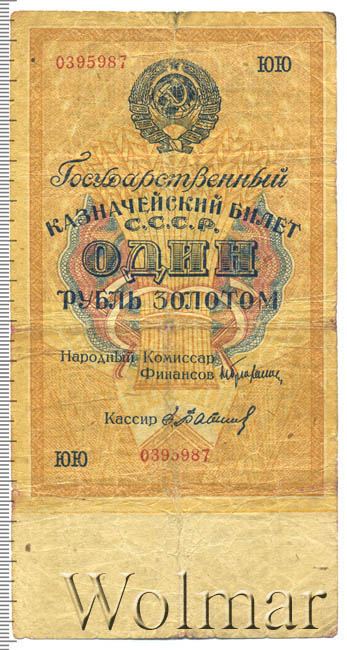 0395987 ЮЮ
Государственный
КАЗНАЧЕЙСКИЙ БИЛЕТ
С.С.С.Р.
ОДИН
РУБЛЬ ЗОЛОТОМ
Народный Комиссар
Финансов
Кассир
ЮЮ 0395987
Wolmar